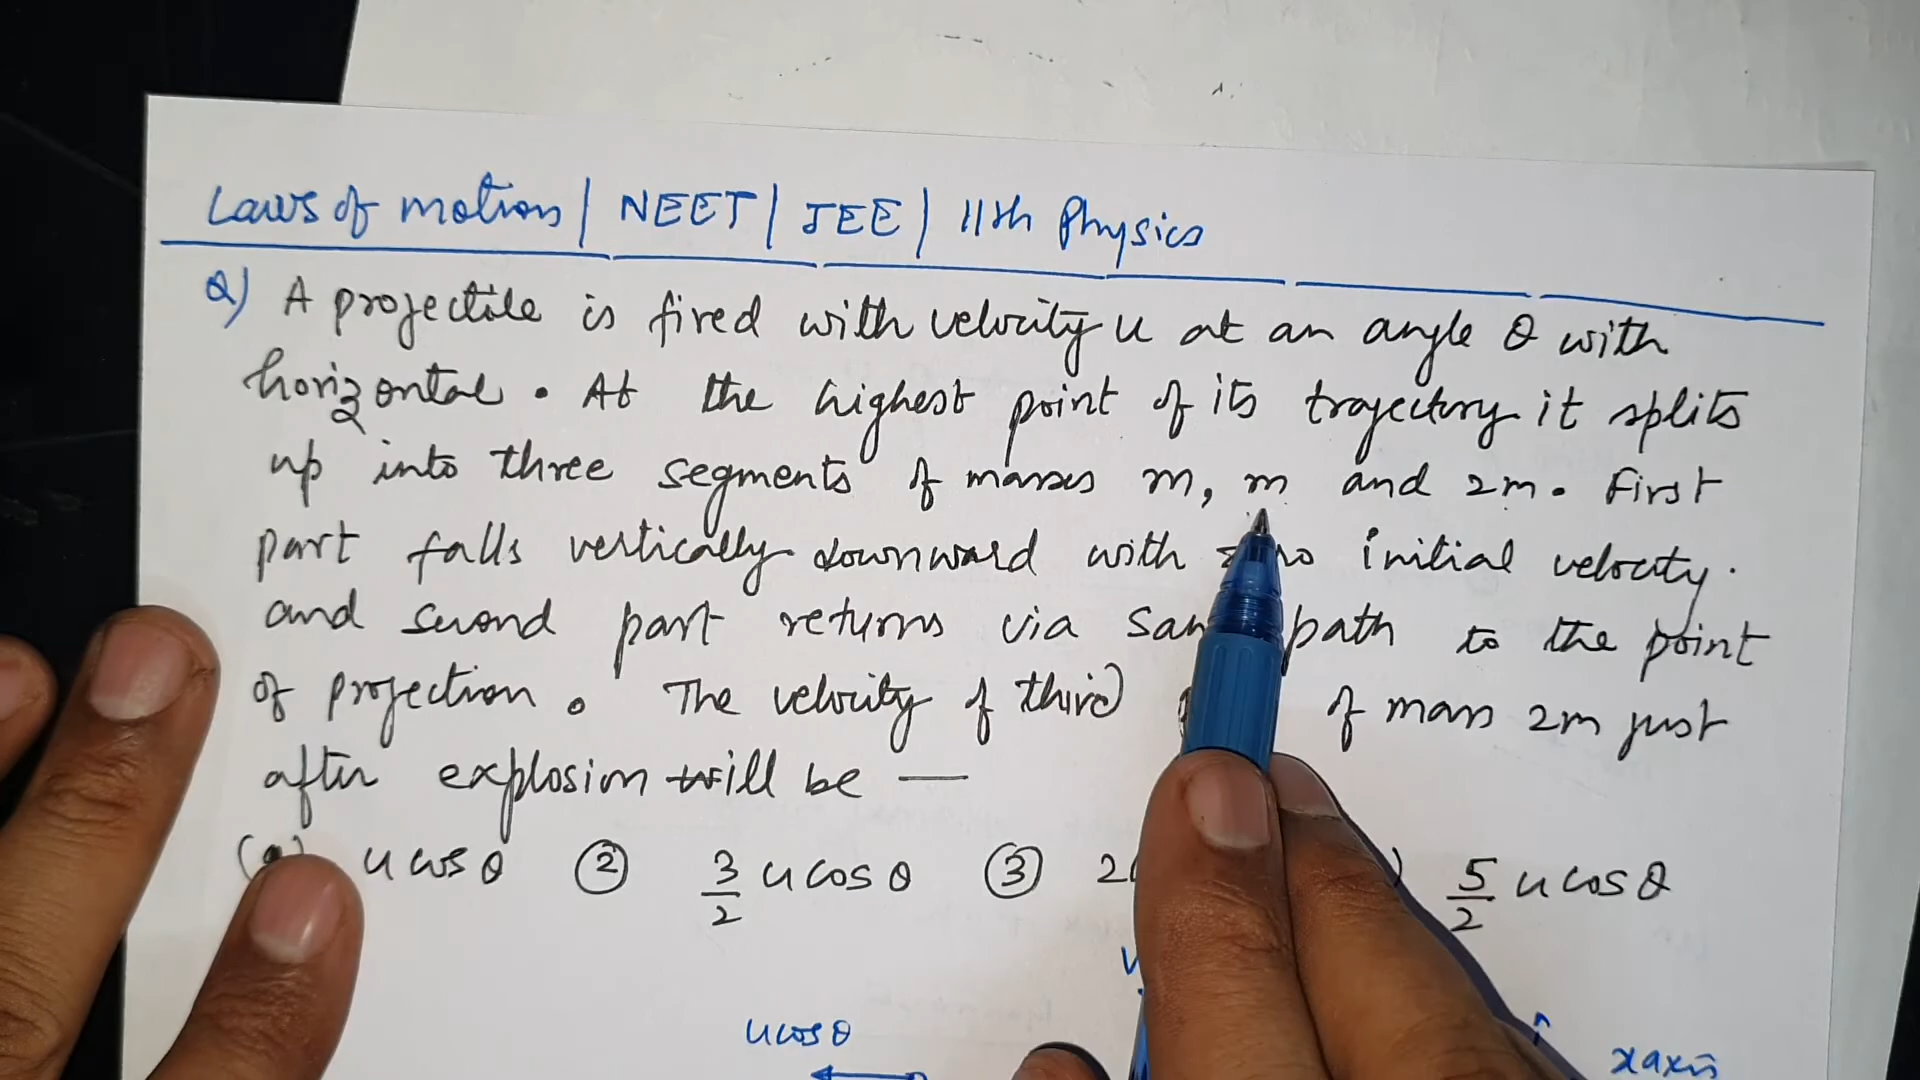 Laws of motion | NEET | JEE | 11th Physics
Q) A projectile is fired with velocity u at an angle θ with
horizontal. At the highest point of its trajectory it splits
up into three segments of masses m, m and 2m. First
part falls vertically downward with initial velocity.
and second part returns via path to the point
of projection. The velocity of third of mass 2m just
after explosion will be —
(a) u cos θ ② 3/2 u cos θ ③ 2 ) 5/2 u cos θ
u cos θ
x axis